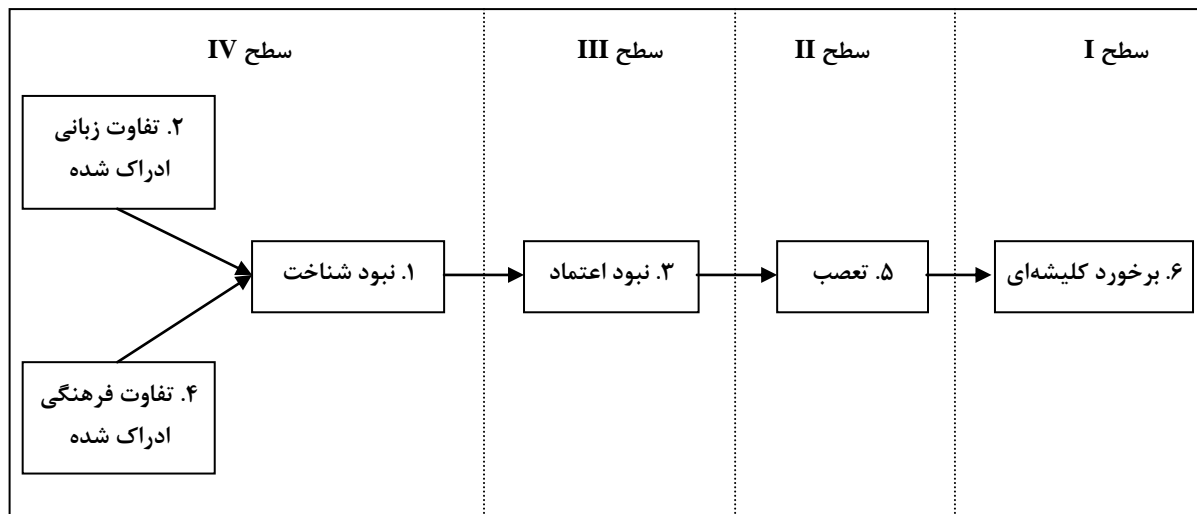 سطح I
سطح II
سطح III
سطح IV
۲. تفاوت زبانی
ادراک شده
۶. برخورد کلیشه‌ای
۵. تعصب
۳. نبود اعتماد
۱. نبود شناخت
۴. تفاوت فرهنگی
ادراک شده